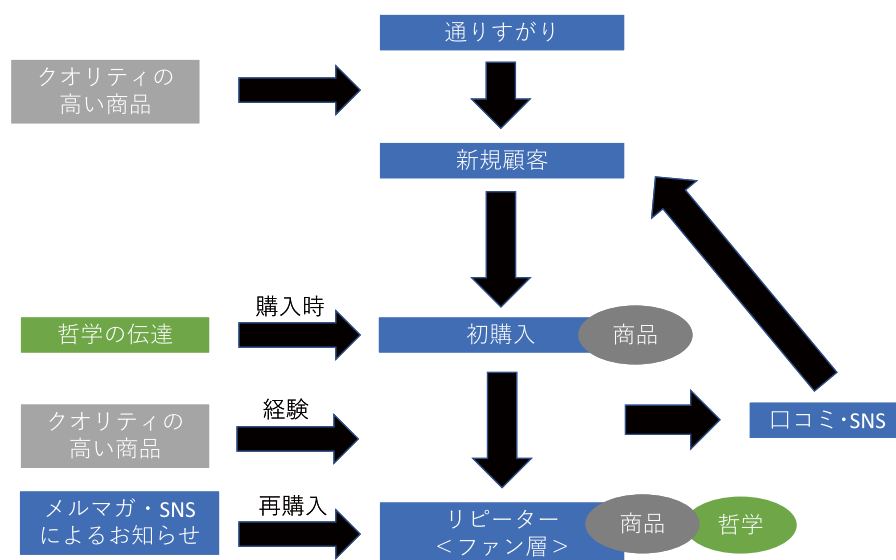 通りすがり
クオリティの
高い商品
新規顧客
購入時
哲学の伝達
初購入
商品
経験
クオリティの
高い商品
口コミ・SNS
メルマガ・SNS
によるお知らせ
再購入
リピーター
＜ファン層＞
商品
哲学